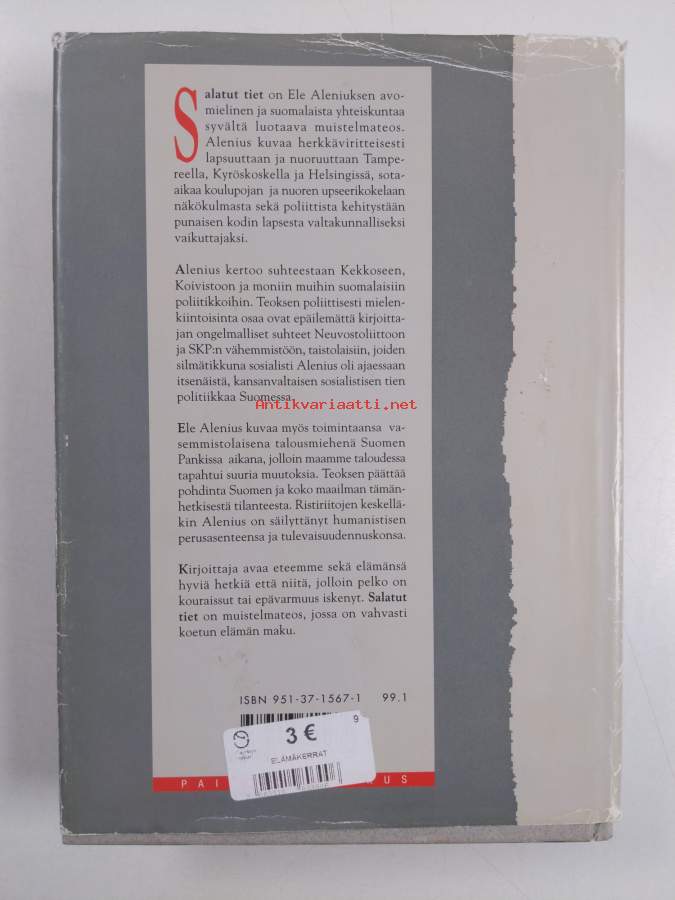 Salatut tiet on Ele Aleniuksen avo-
mielinen ja suomalaista yhteiskuntaa
syvältä luotaava muistelmateos.
Alenius kuvaa herkkäviritteisesti
lapsuuttaan ja nuoruuttaan Tampe-
reella, Kyröskoskella ja Helsingissä, sota-
aikaa koulupojan ja nuoren upseerikokelaan
näkökulmasta sekä poliittista kehitystään
punaisen kodin lapsesta valtakunnalliseksi
vaikuttajaksi.
Alenius kertoo suhteestaan Kekkoseen,
Koivistoon ja moniin muihin suomalaisiin
politiikkoihin. Teoksen poliittisesti mielen-
kiintoisinta osaa ovat epäilemättä kirjoitta-
jan ongelmalliset suhteet Neuvostoliittoon
ja SKP:n vähemmistöön, taistolaisiin, joiden
silmätikkuna sosialisti Alenius oli ajaessaan
itsenäistä, kansanvaltaisen sosialistisen tien
politiikkaa Suomessa.
Antikvariaatti.net
Ele Alenius kuvaa myös toimintaansa va-
semmistolaisena talousmiehenä Suomen
Pankissa aikana, jolloin maamme taloudessa
tapahtui suuria muutoksia. Teoksen päättää
pohdinta Suomen ja koko maailman tämän-
hetkisestä tilanteesta. Ristiriitojen keskellä-
kin Alenius on säilyttänyt humanistisen
perusasenteensa ja tulevaisuudennuskonsa.
Kirjoittaja avaa eteemme sekä elämänsä
hyviä hetkiä että niitä, jolloin pelko on
kouraissut tai epävarmuus iskenyt. Salatut
tiet on muistelmateos, jossa on vahvasti
koetun elämän maku.
ISBN 951-37-1567-1 99.1
9
3 €
ELÄMÄKERRAT